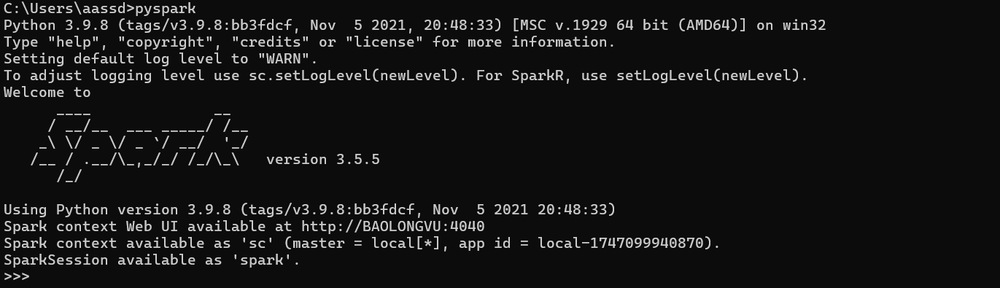 C:\Users\aassd>pyspark
Python 3.9.8 (tags/v3.9.8:bb3fdcf, Nov  5 2021, 20:48:33) [MSC v.1929 64 bit (AMD64)] on win32
Type "help", "copyright", "credits" or "license" for more information.
Setting default log level to "WARN".
To adjust logging level use sc.setLogLevel(newLevel). For SparkR, use setLogLevel(newLevel).
Welcome to
      ____              __
     / __/__  ___ _____/ /__
    _\ \/ _ \/ _ `/ __/  '_/
   /__ / .__/\_,_/_/ /_/\_\   version 3.5.5
      /_/

Using Python version 3.9.8 (tags/v3.9.8:bb3fdcf, Nov  5 2021 20:48:33)
Spark context Web UI available at http://BAOLONGVU:4040
Spark context available as 'sc' (master = local[*], app id = local-1747099940870).
SparkSession available as 'spark'.
>>>